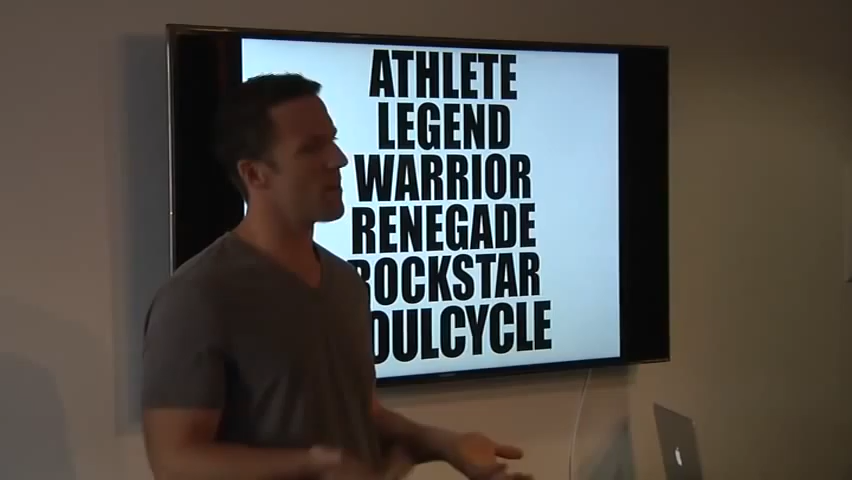 ATHLETE
LEGEND
WARRIOR
RENEGADE
ROCKSTAR
OULCYCLE